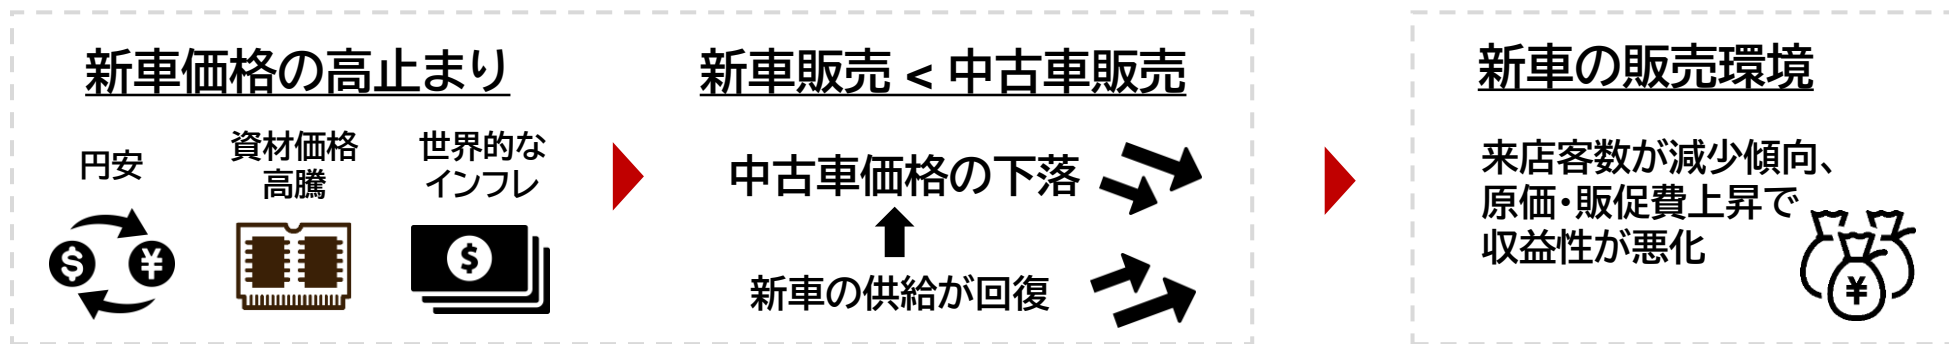 新車価格の高止まり
円安
資材価格
高騰
世界的な
インフレ
$
¥
$
新車販売 < 中古車販売
中古車価格の下落
新車の供給が回復
新車の販売環境
来店客数が減少傾向、
原価・販促費上昇で
収益性が悪化
¥